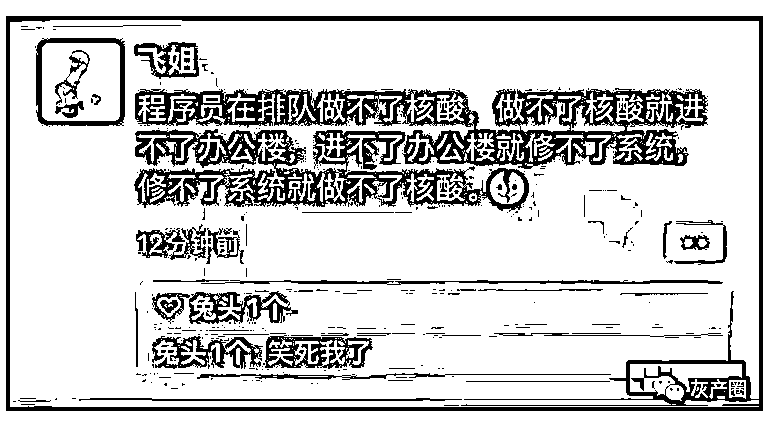 飞姐
程序员在排队做不了核酸，做不了核酸就进
不了办公楼，进不了办公楼就修不了系统，
修不了系统就做不了核酸。
12分钟前
兔头1个
兔头1个: 笑死我了
灰产圈